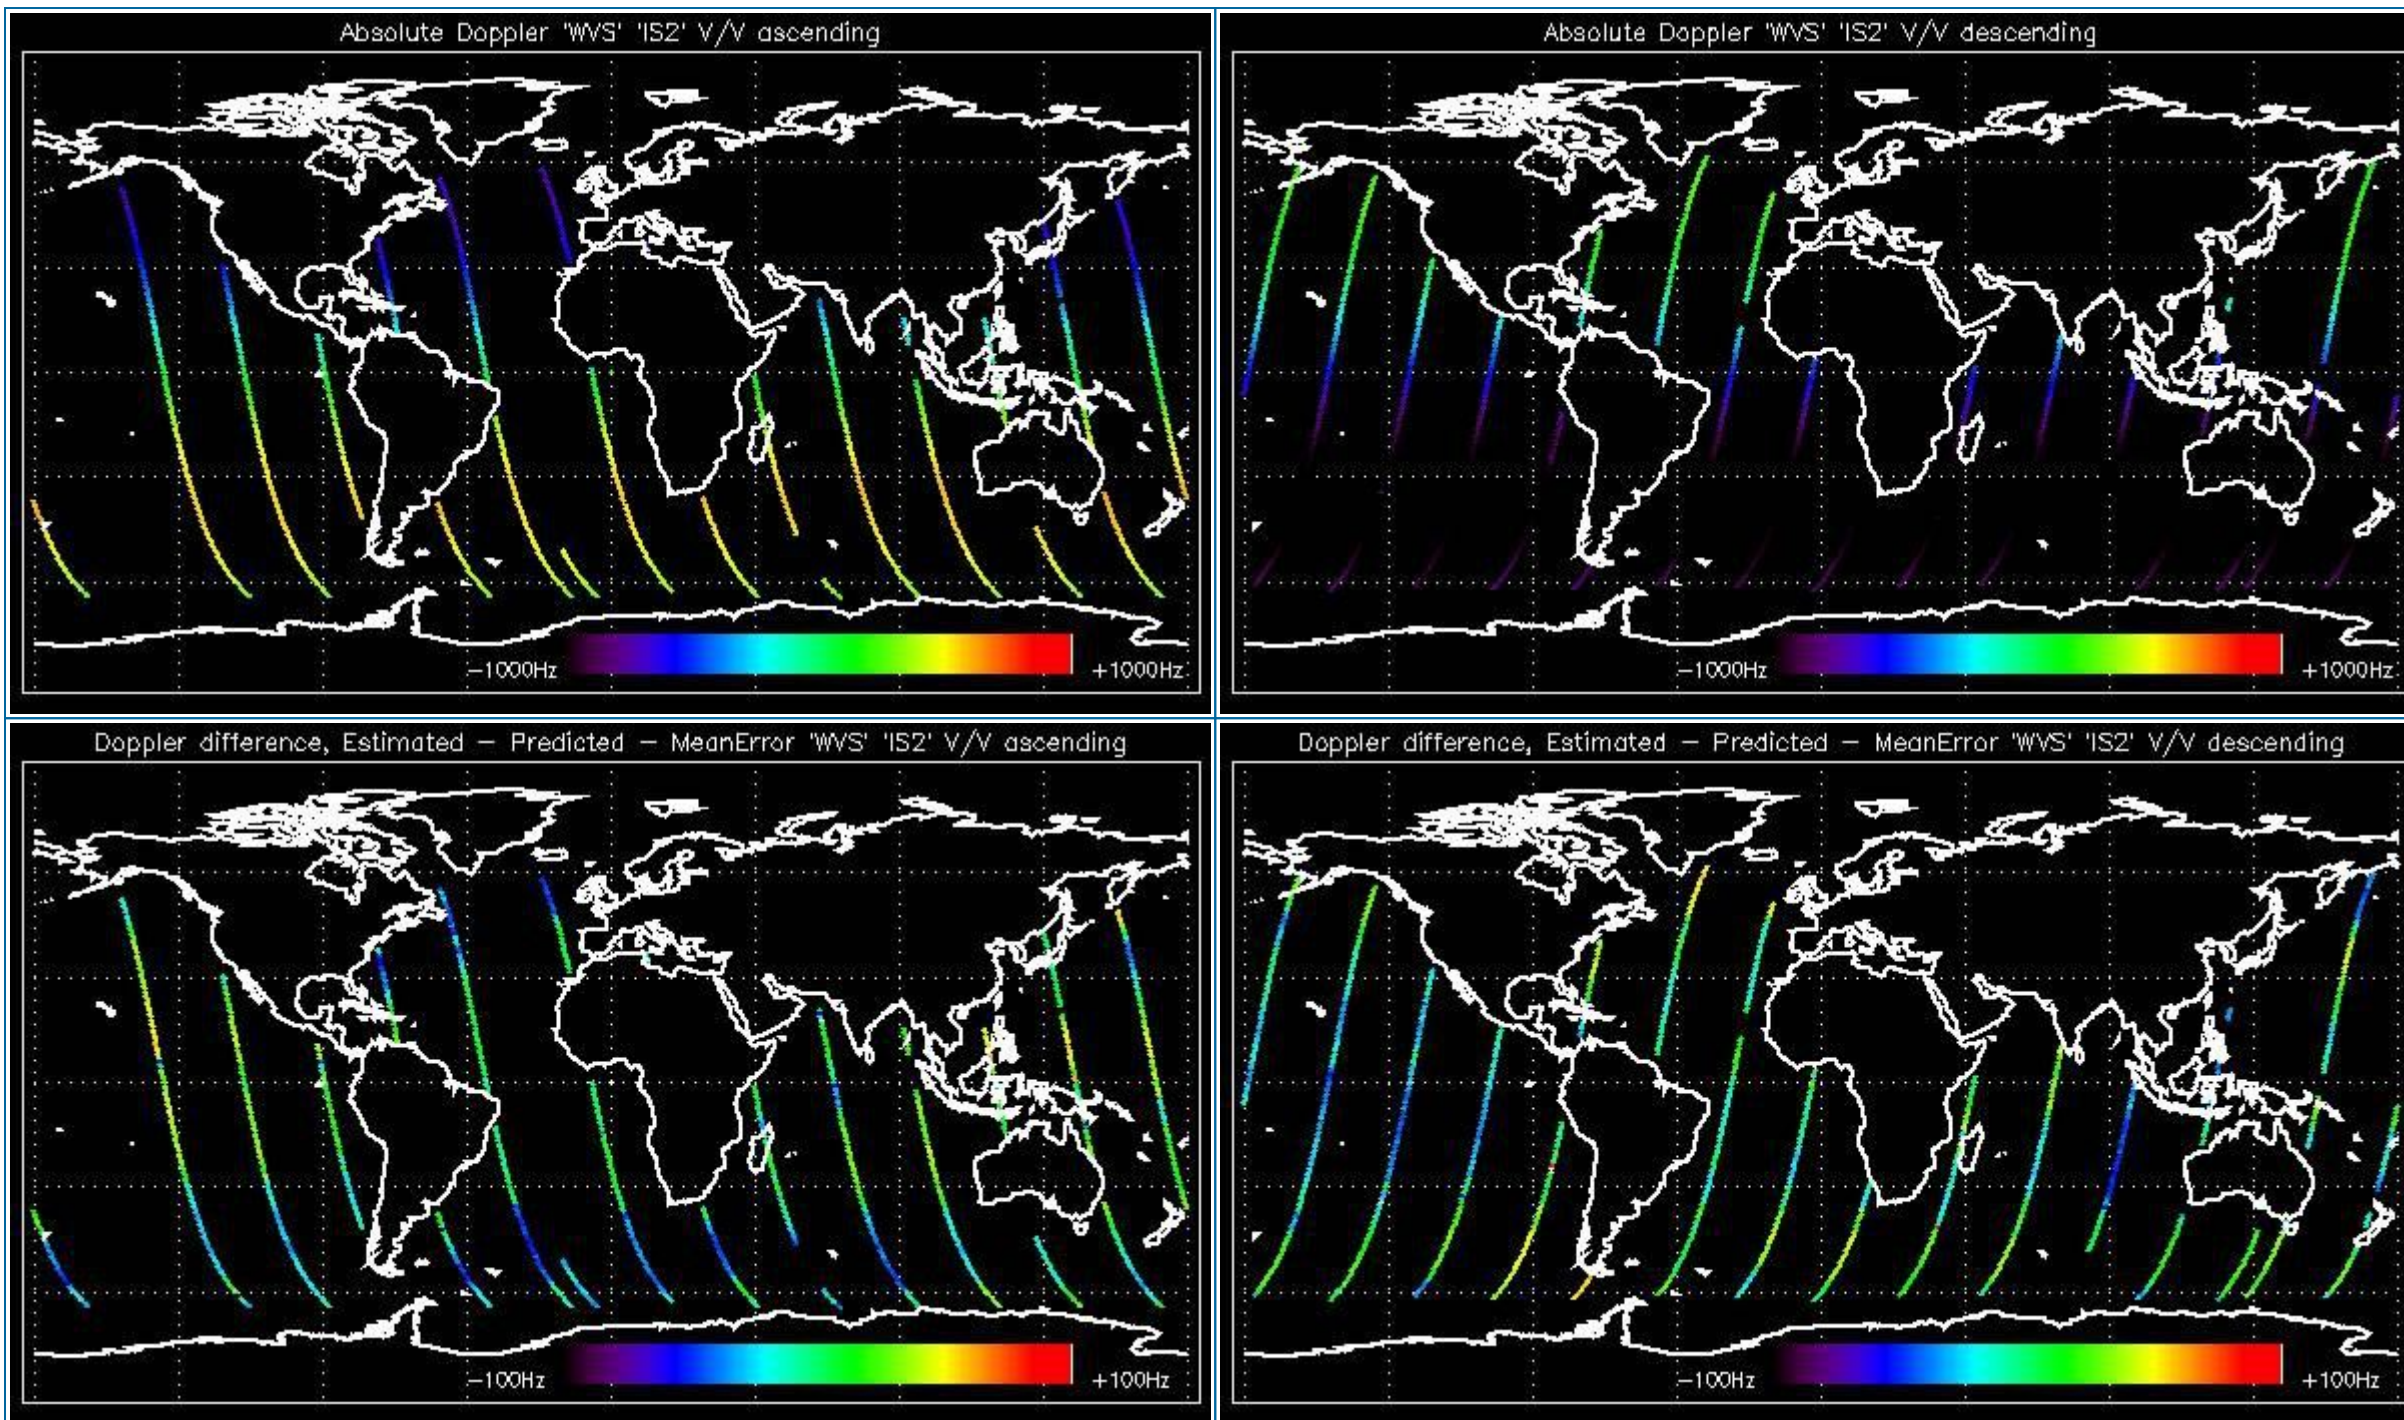 Absolute Doppler 'WVS' 'IS2' V/V ascending
-1000Hz
+1000Hz
Absolute Doppler 'WVS' 'IS2' V/V descending
-1000Hz
+1000Hz
Doppler difference, Estimated - Predicted - MeanError 'WVS' 'IS2' V/V ascending
-100Hz
+100Hz
Doppler difference, Estimated - Predicted - MeanError 'WVS' 'IS2' V/V descending
-100Hz
+100Hz